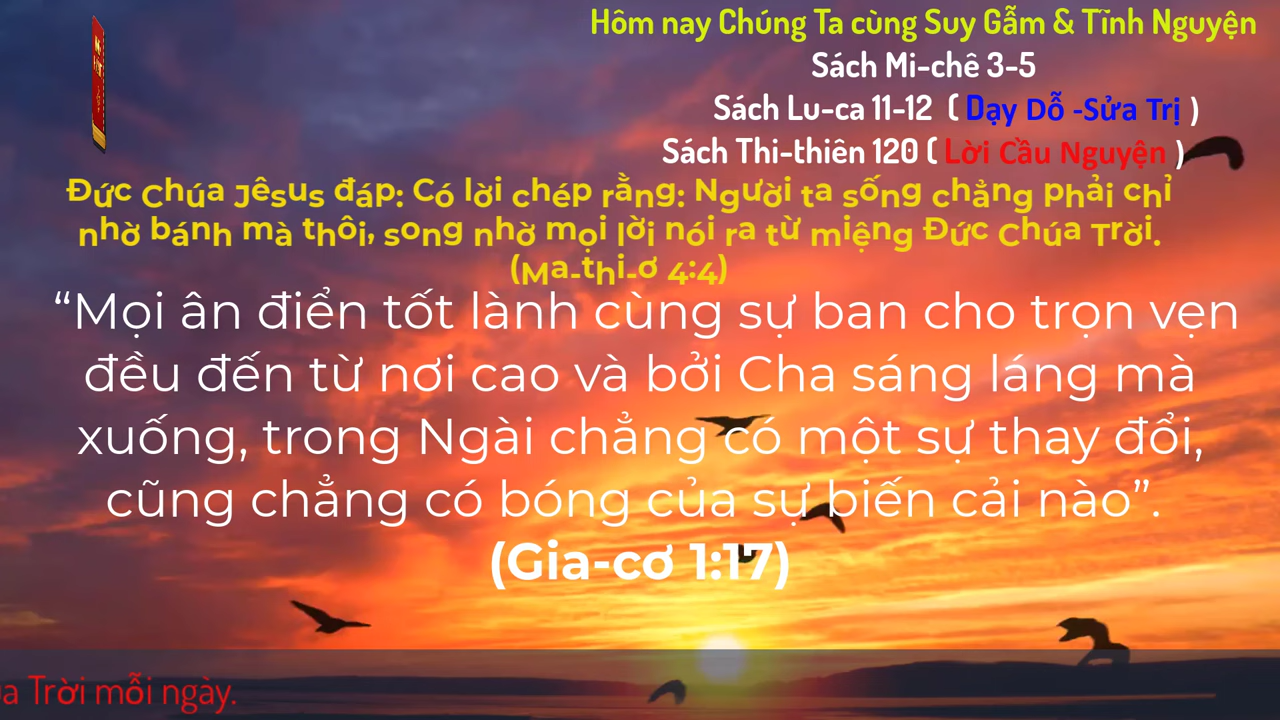 Hôm nay Chúng Ta cùng Suy Gẫm & Tĩnh Nguyện
Sách Mi-chê 3-5
Sách Lu-ca 11-12 ( Dạy Dỗ -Sửa Trị )
Sách Thi-thiên 120 ( Lời Cầu Nguyện )
Đức Chúa Jêsus đáp: Có lời chép rằng: Người ta sống chẳng phải chỉ
nhờ bánh mà thôi, song nhờ mọi lời nói ra từ miệng Đức Chúa Trời.
(Ma-thi-ơ 4:4)
“Mọi ân điển tốt lành cùng sự ban cho trọn vẹn
đều đến từ nơi cao và bởi Cha sáng láng mà
xuống, trong Ngài chẳng có một sự thay đổi,
cũng chẳng có bóng của sự biến cải nào”.
(Gia-cơ 1:17)
Trời mỗi ngày.